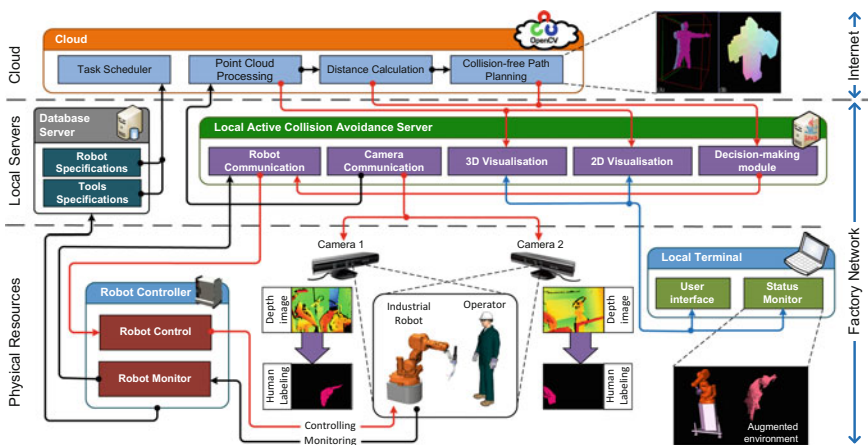 Cloud
OpenCV
Task Scheduler
Point Cloud
Processing
Distance Calculation
Collision-free Path
Planning
Cloud
Internet
Database
Server
Robot
Specifications
Tools
Specifications
Local Servers
Local Active Collision Avoidance Server
Robot
Communication
Camera
Communication
3D Visualisation
2D Visualisation
Decision-making
module
Factory Network
Physical Resources
Camera 1
Camera 2
Local Terminal
User
interface
Status
Monitor
Robot Controller
Robot Control
Robot Monitor
Depth
image
Human
Labeling
Industrial
Robot
Operator
Depth
image
Human
Labeling
Controlling
Monitoring
Augmented
environment